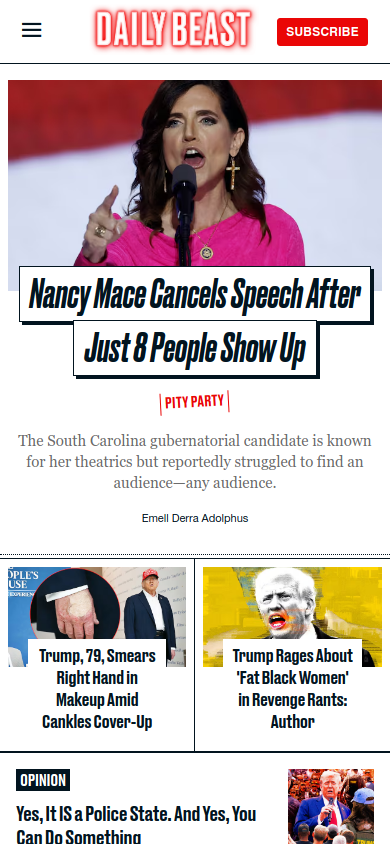 DAILY BEAST
SUBSCRIBE
Nancy Mace Cancels Speech After
Just 8 People Show Up
PITY PARTY
The South Carolina gubernatorial candidate is known
for her theatrics but reportedly struggled to find an
audience—any audience.
Emell Derra Adolphus
OPLE'S
USE
EXPERIENCE
Trump, 79, Smears
Right Hand in
Makeup Amid
Cankles Cover-Up
Trump Rages About
'Fat Black Women'
in Revenge Rants:
Author
OPINION
Yes, It IS a Police State. And Yes, You
Can Do Something